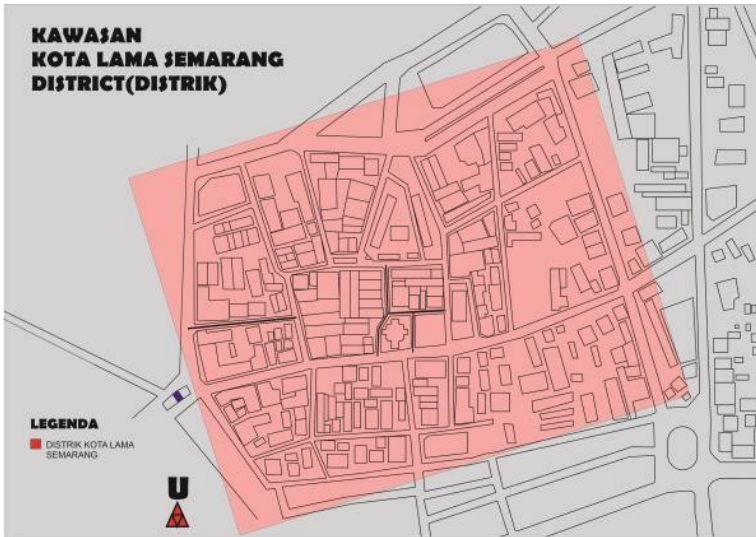 KAWASAN
KOTA LAMA SEMARANG
DISTRICT(DISTRIK)
LEGENDA
DISTRIK KOTA LAMA
SEMARANG
U